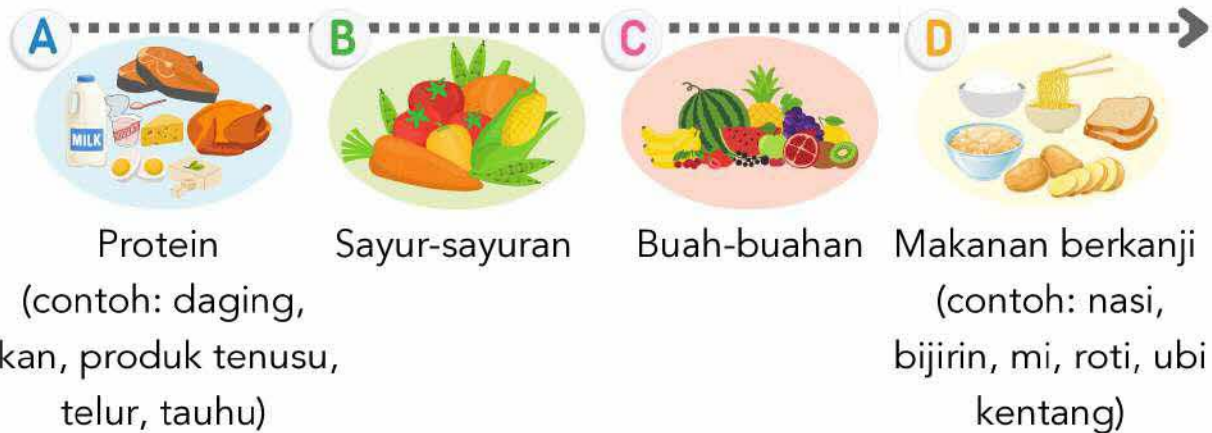 A B C D
MILK
Protein
(contoh: daging,
kan, produk tenusu,
telur, tauhu)
Sayur-sayuran
Buah-buahan
Makanan berkanji
(contoh: nasi,
bijirin, mi, roti, ubi
kentang)